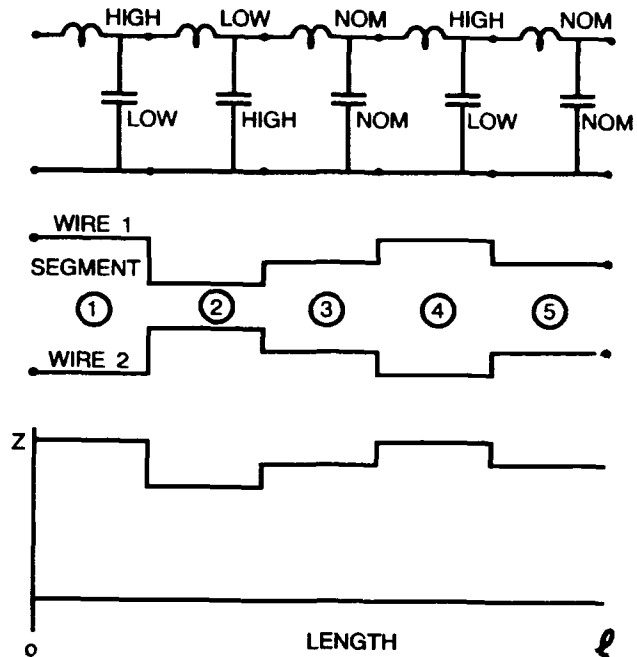 HIGH LOW NOM HIGH NOM
LOW HIGH NOM LOW NOM
WIRE 1
SEGMENT
1 2 3 4 5
WIRE 2
Z
o LENGTH ℓ